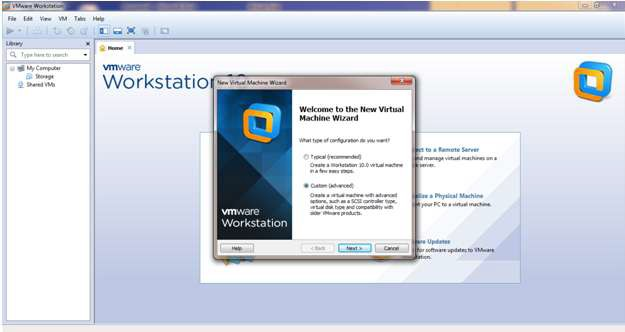 VMware Workstation
File Edit View VM Tabs Help
Library
Type here to search
My Computer
Storage
Shared VMs
Home
vmware
Workstation
ect to a Remote Server
and manage virtual machines on a
server.
alize a Physical Machine
your PC to a virtual machine.
ware Updates
for software updates to VMware
station.
New Virtual Machine Wizard
Welcome to the New Virtual
Machine Wizard
What type of configuration do you want?
Typical (recommended)
Create a Workstation 10.0 virtual machine
in a few easy steps.
Custom (advanced)
Create a virtual machine with advanced
options, such as a SCSI controller type,
virtual disk type and compatibility with
older VMware products.
vmware
Workstation
Help
< Back
Next >
Cancel